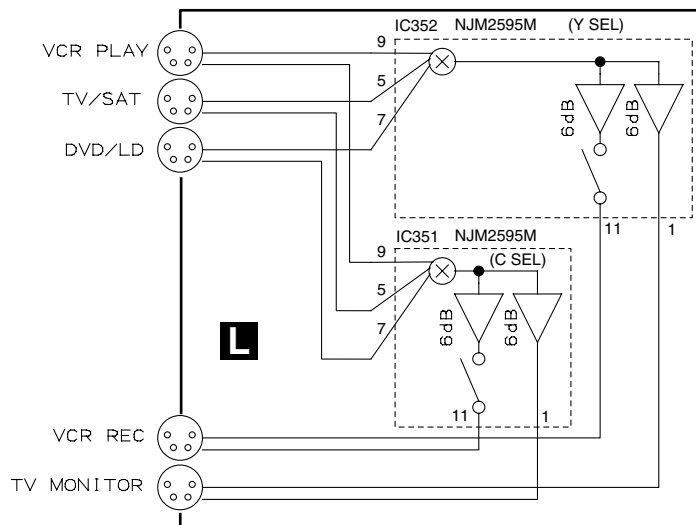 IC352 NJM2595M (Y SEL)
VCR PLAY
9
TV/SAT
5
DVD/LD
7
6dB
6dB
11
1
IC351 NJM2595M
(C SEL)
9
5
7
6dB
6dB
11
1
L
VCR REC
TV MONITOR